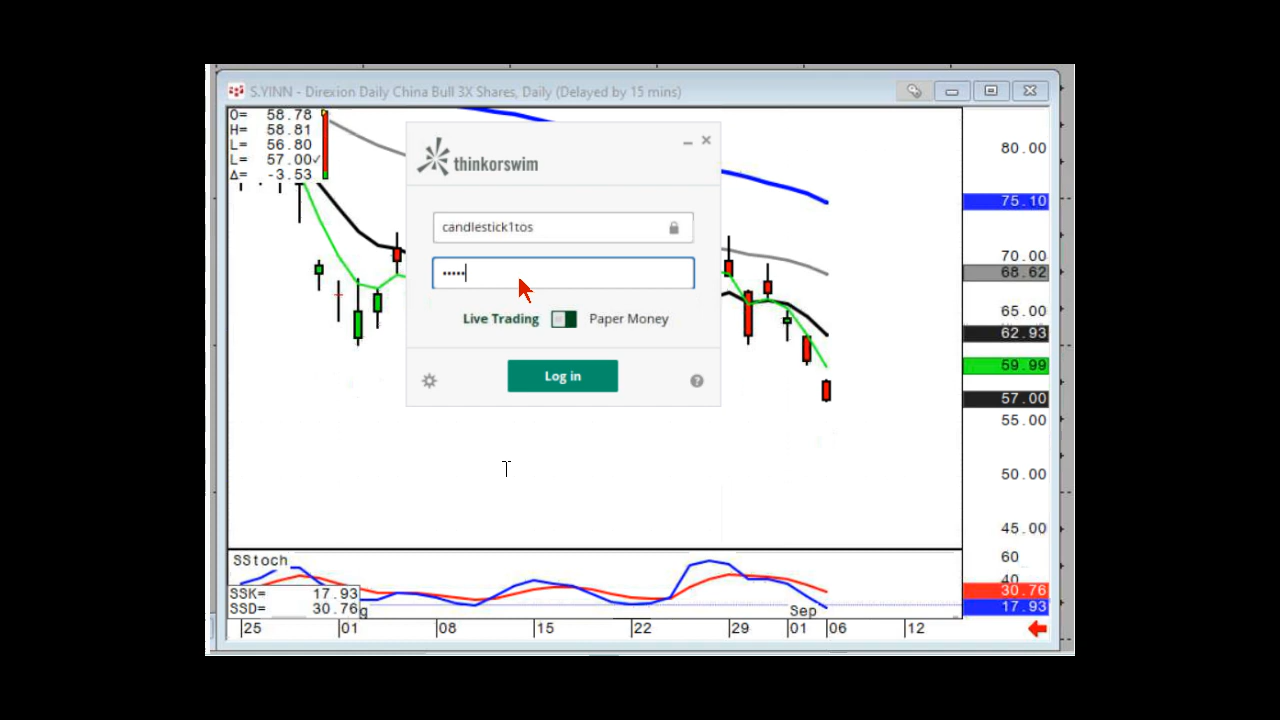 S.YINN - Direxion Daily China Bull 3X Shares, Daily (Delayed by 15 mins)
O= 58.78
H= 58.81
L= 56.80
L= 57.00✓
Δ= -3.53
thinkorswim
candlestick1tos
•••••
Live Trading Paper Money
Log in
80.00
75.10
70.00
68.62
65.00
62.93
59.99
57.00
55.00
50.00
45.00
SStoch
60
40
SSK= 17.93
SSD= 30.76
30.76
17.93
Sep
25 01 08 15 22 29 01 06 12